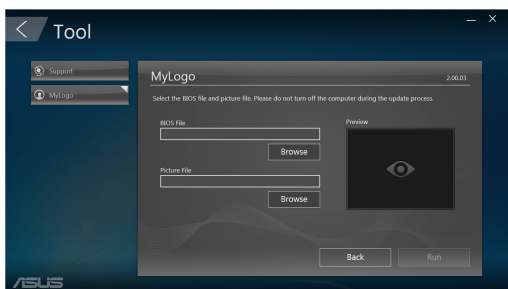 Tool
Support
MyLogo
MyLogo
2.00.03
Select the BIOS file and picture file. Please do not turn off the computer during the update process.
BIOS File
Browse
Picture File
Browse
Preview
Back
Run
ASUS